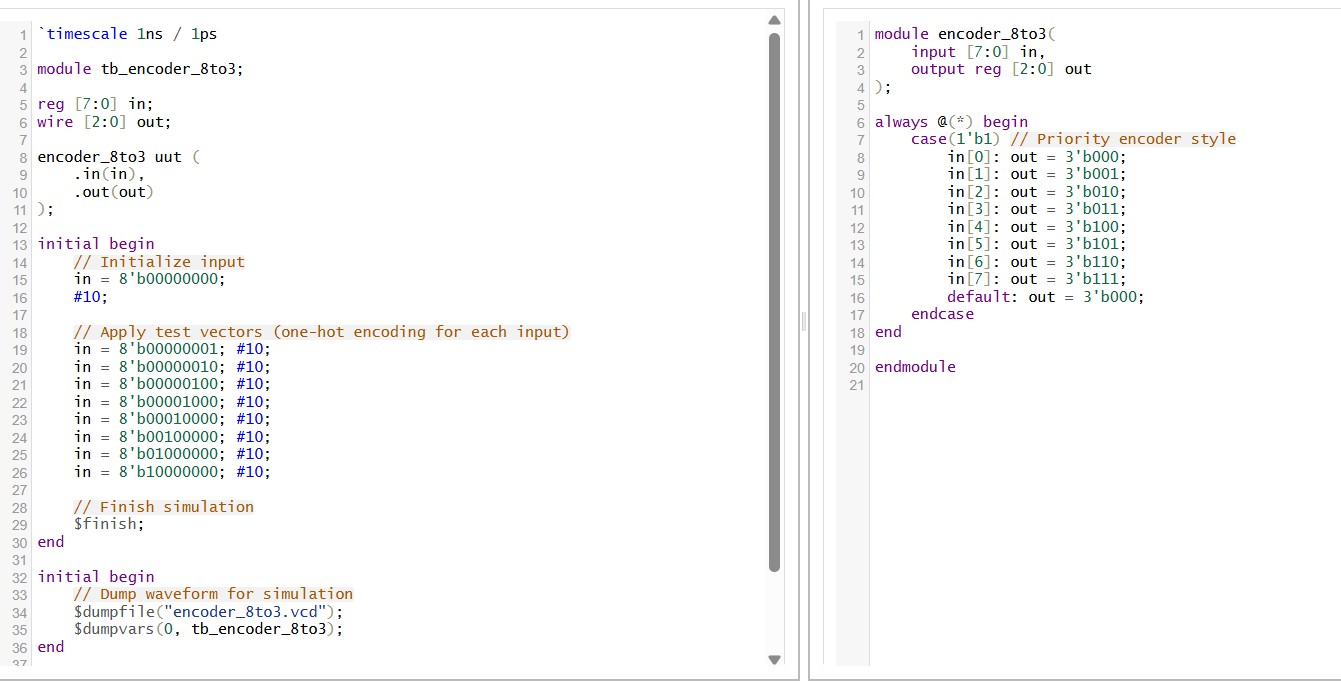 1 `timescale 1ns / 1ps
2
3 module tb_encoder_8to3;
4
5 reg [7:0] in;
6 wire [2:0] out;
7
8 encoder_8to3 uut (
9     .in(in),
10     .out(out)
11 );
12
13 initial begin
14     // Initialize input
15     in = 8'b00000000;
16     #10;
17
18     // Apply test vectors (one-hot encoding for each input)
19     in = 8'b00000001; #10;
20     in = 8'b00000010; #10;
21     in = 8'b00000100; #10;
22     in = 8'b00001000; #10;
23     in = 8'b00010000; #10;
24     in = 8'b00100000; #10;
25     in = 8'b01000000; #10;
26     in = 8'b10000000; #10;
27
28     // Finish simulation
29     $finish;
30 end
31
32 initial begin
33     // Dump waveform for simulation
34     $dumpfile("encoder_8to3.vcd");
35     $dumpvars(0, tb_encoder_8to3);
36 end
37
1 module encoder_8to3(
2     input [7:0] in,
3     output reg [2:0] out
4 );
5
6 always @(*) begin
7     case(1'b1) // Priority encoder style
8         in[0]: out = 3'b000;
9         in[1]: out = 3'b001;
10         in[2]: out = 3'b010;
11         in[3]: out = 3'b011;
12         in[4]: out = 3'b100;
13         in[5]: out = 3'b101;
14         in[6]: out = 3'b110;
15         in[7]: out = 3'b111;
16         default: out = 3'b000;
17     endcase
18 end
19
20 endmodule
21